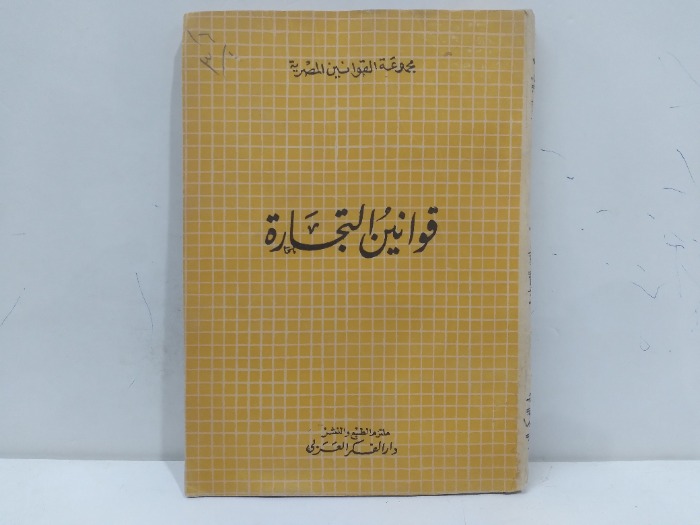 مجموعة القوانين المصرية
قوانين التجارة
ملتزم الطبع والنشر
دار الفكر العربي